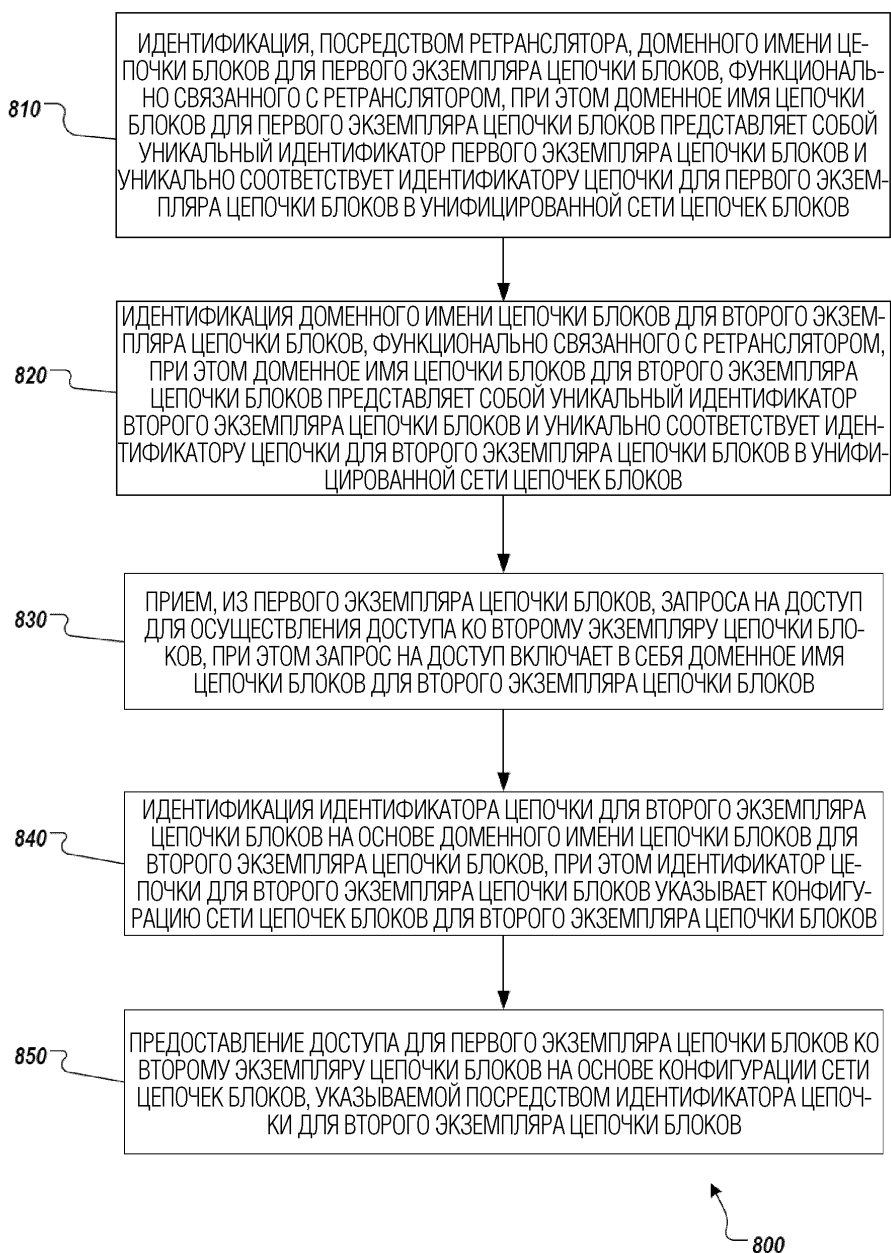 ИДЕНТИФИКАЦИЯ, ПОСРЕДСТВОМ РЕТРАНСЛЯТОРА, ДОМЕННОГО ИМЕНИ ЦЕ-
ПОЧКИ БЛОКОВ ДЛЯ ПЕРВОГО ЭКЗЕМПЛЯРА ЦЕПОЧКИ БЛОКОВ, ФУНКЦИОНАЛЬ-
НО СВЯЗАННОГО С РЕТРАНСЛЯТОРОМ, ПРИ ЭТОМ ДОМЕННОЕ ИМЯ ЦЕПОЧКИ
810
БЛОКОВ ДЛЯ ПЕРВОГО ЭКЗЕМПЛЯРА ЦЕПОЧКИ БЛОКОВ ПРЕДСТАВЛЯЕТ СОБОЙ
УНИКАЛЬНЫЙ ИДЕНТИФИКАТОР ПЕРВОГО ЭКЗЕМПЛЯРА ЦЕПОЧКИ БЛОКОВ И
УНИКАЛЬНО СООТВЕТСТВУЕТ ИДЕНТИФИКАТОРУ ЦЕПОЧКИ ДЛЯ ПЕРВОГО ЭКЗЕМ-
ПЛЯРА ЦЕПОЧКИ БЛОКОВ В УНИФИЦИРОВАННОЙ СЕТИ ЦЕПОЧЕК БЛОКОВ
ИДЕНТИФИКАЦИЯ ДОМЕННОГО ИМЕНИ ЦЕПОЧКИ БЛОКОВ ДЛЯ ВТОРОГО ЭКЗЕМ-
ПЛЯРА ЦЕПОЧКИ БЛОКОВ, ФУНКЦИОНАЛЬНО СВЯЗАННОГО С РЕТРАНСЛЯТОРОМ,
820
ПРИ ЭТОМ ДОМЕННОЕ ИМЯ ЦЕПОЧКИ БЛОКОВ ДЛЯ ВТОРОГО ЭКЗЕМПЛЯРА
ЦЕПОЧКИ БЛОКОВ ПРЕДСТАВЛЯЕТ СОБОЙ УНИКАЛЬНЫЙ ИДЕНТИФИКАТОР
ВТОРОГО ЭКЗЕМПЛЯРА ЦЕПОЧКИ БЛОКОВ И УНИКАЛЬНО СООТВЕТСТВУЕТ ИДЕН-
ТИФИКАТОРУ ЦЕПОЧКИ ДЛЯ ВТОРОГО ЭКЗЕМПЛЯРА ЦЕПОЧКИ БЛОКОВ В УНИФИ-
ЦИРОВАННОЙ СЕТИ ЦЕПОЧЕК БЛОКОВ
830
ПРИЕМ, ИЗ ПЕРВОГО ЭКЗЕМПЛЯРА ЦЕПОЧКИ БЛОКОВ, ЗАПРОСА НА ДОСТУП
ДЛЯ ОСУЩЕСТВЛЕНИЯ ДОСТУПА КО ВТОРОМУ ЭКЗЕМПЛЯРУ ЦЕПОЧКИ БЛО-
КОВ, ПРИ ЭТОМ ЗАПРОС НА ДОСТУП ВКЛЮЧАЕТ В СЕБЯ ДОМЕННОЕ ИМЯ
ЦЕПОЧКИ БЛОКОВ ДЛЯ ВТОРОГО ЭКЗЕМПЛЯРА ЦЕПОЧКИ БЛОКОВ
ИДЕНТИФИКАЦИЯ ИДЕНТИФИКАТОРА ЦЕПОЧКИ ДЛЯ ВТОРОГО ЭКЗЕМПЛЯРА
840
ЦЕПОЧКИ БЛОКОВ НА ОСНОВЕ ДОМЕННОГО ИМЕНИ ЦЕПОЧКИ БЛОКОВ ДЛЯ
ВТОРОГО ЭКЗЕМПЛЯРА ЦЕПОЧКИ БЛОКОВ, ПРИ ЭТОМ ИДЕНТИФИКАТОР ЦЕ-
ПОЧКИ ДЛЯ ВТОРОГО ЭКЗЕМПЛЯРА ЦЕПОЧКИ БЛОКОВ УКАЗЫВАЕТ КОНФИГУ-
РАЦИЮ СЕТИ ЦЕПОЧЕК БЛОКОВ ДЛЯ ВТОРОГО ЭКЗЕМПЛЯРА ЦЕПОЧКИ БЛОКОВ
850
ПРЕДОСТАВЛЕНИЕ ДОСТУПА ДЛЯ ПЕРВОГО ЭКЗЕМПЛЯРА ЦЕПОЧКИ БЛОКОВ КО
ВТОРОМУ ЭКЗЕМПЛЯРУ ЦЕПОЧКИ БЛОКОВ НА ОСНОВЕ КОНФИГУРАЦИИ СЕТИ
ЦЕПОЧЕК БЛОКОВ, УКАЗЫВАЕМОЙ ПОСРЕДСТВОМ ИДЕНТИФИКАТОРА ЦЕПОЧ-
КИ ДЛЯ ВТОРОГО ЭКЗЕМПЛЯРА ЦЕПОЧКИ БЛОКОВ
800